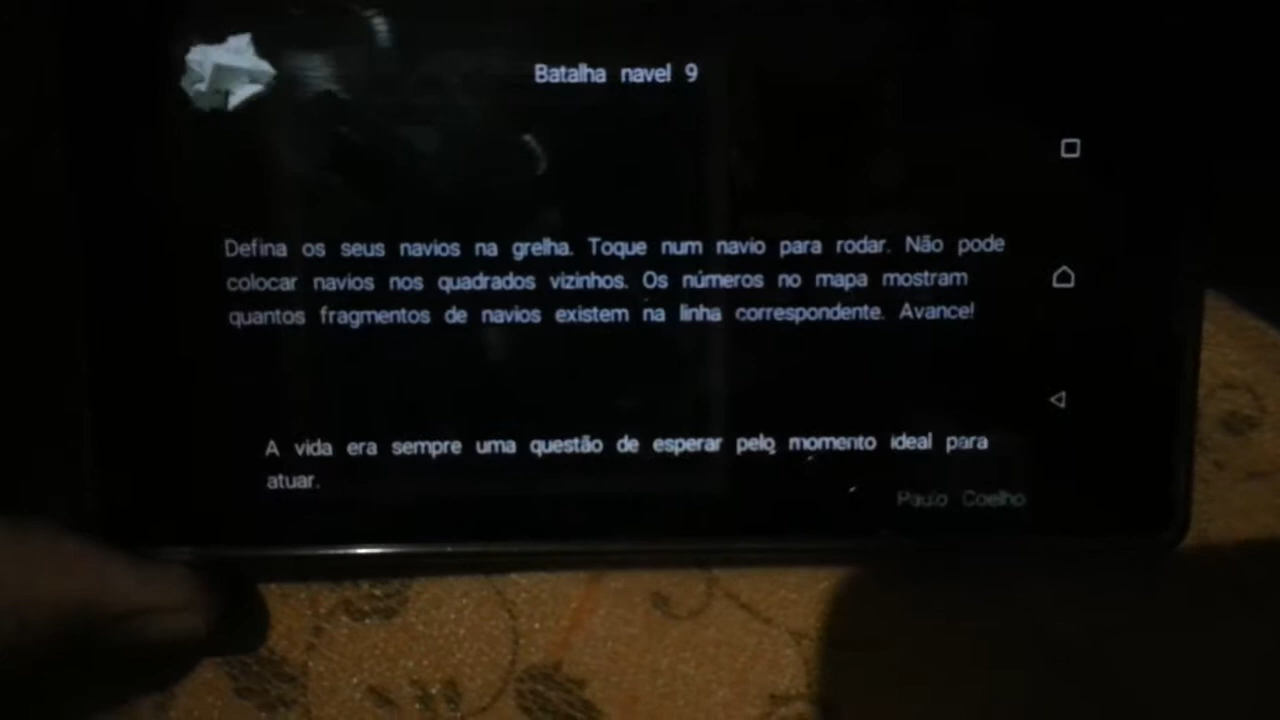 Batalha navel 9
Defina os seus navios na grelha. Toque num navio para rodar. Não pode
colocar navios nos quadrados vizinhos. Os números no mapa mostram
quantos fragmentos de navios existem na linha correspondente. Avance!
A vida era sempre uma questão de esperar pelo momento ideal para
atuar.
Paulo Coelho